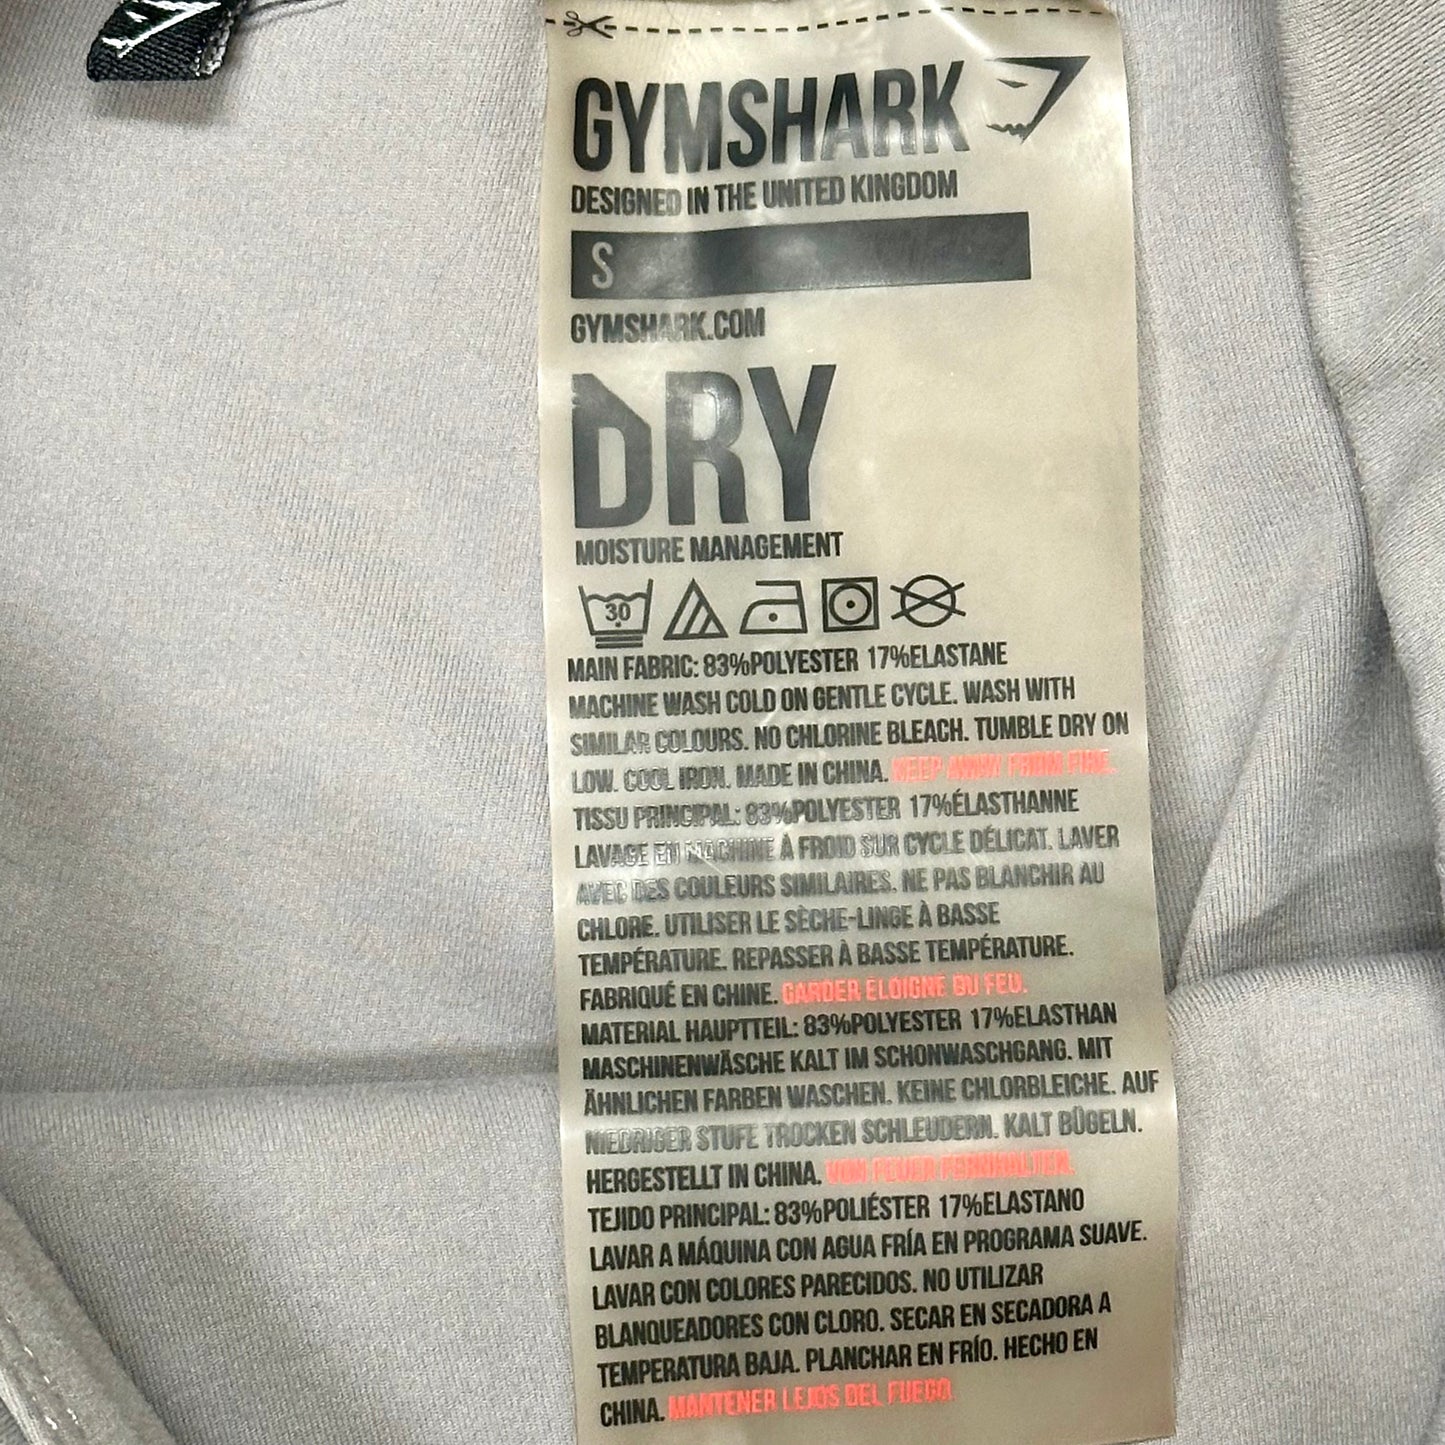 GYMSHARK
DESIGNED IN THE UNITED KINGDOM
S
GYMSHARK.COM
DRY
MOISTURE MANAGEMENT
30
MAIN FABRIC: 83%POLYESTER 17%ELASTANE
MACHINE WASH COLD ON GENTLE CYCLE. WASH WITH
SIMILAR COLOURS. NO CHLORINE BLEACH. TUMBLE DRY ON
LOW. COOL IRON. MADE IN CHINA. KEEP AWAY FROM FIRE.
TISSU PRINCIPAL: 83%POLYESTER 17%ÉLASTHANNE
LAVAGE EN MACHINE À FROID SUR CYCLE DÉLICAT. LAVER
AVEC DES COULEURS SIMILAIRES. NE PAS BLANCHIR AU
CHLORE. UTILISER LE SÈCHE-LINGE À BASSE
TEMPÉRATURE. REPASSER À BASSE TEMPÉRATURE.
FABRIQUÉ EN CHINE. GARDER ELOIGNÉ DU FEU.
MATERIAL HAUPTTEIL: 83%POLYESTER 17%ELASTHAN
MASCHINENWÄSCHE KALT IM SCHONWASCHGANG. MIT
ÄHNLICHEN FARBEN WASCHEN. KEINE CHLORBLEICHE. AUF
NIEDRIGER STUFE TROCKEN SCHLEUDERN. KALT BÜGELN.
HERGESTELLT IN CHINA. VON FEUER FERNHALTEN.
TEJIDO PRINCIPAL: 83%POLIÉSTER 17%ELASTANO
LAVAR A MÁQUINA CON AGUA FRÍA EN PROGRAMA SUAVE.
LAVAR CON COLORES PARECIDOS. NO UTILIZAR
BLANQUEADORES CON CLORO. SECAR EN SECADORA A
TEMPERATURA BAJA. PLANCHAR EN FRÍO. HECHO EN
CHINA. MANTENER LEJOS DEL FUEGO.